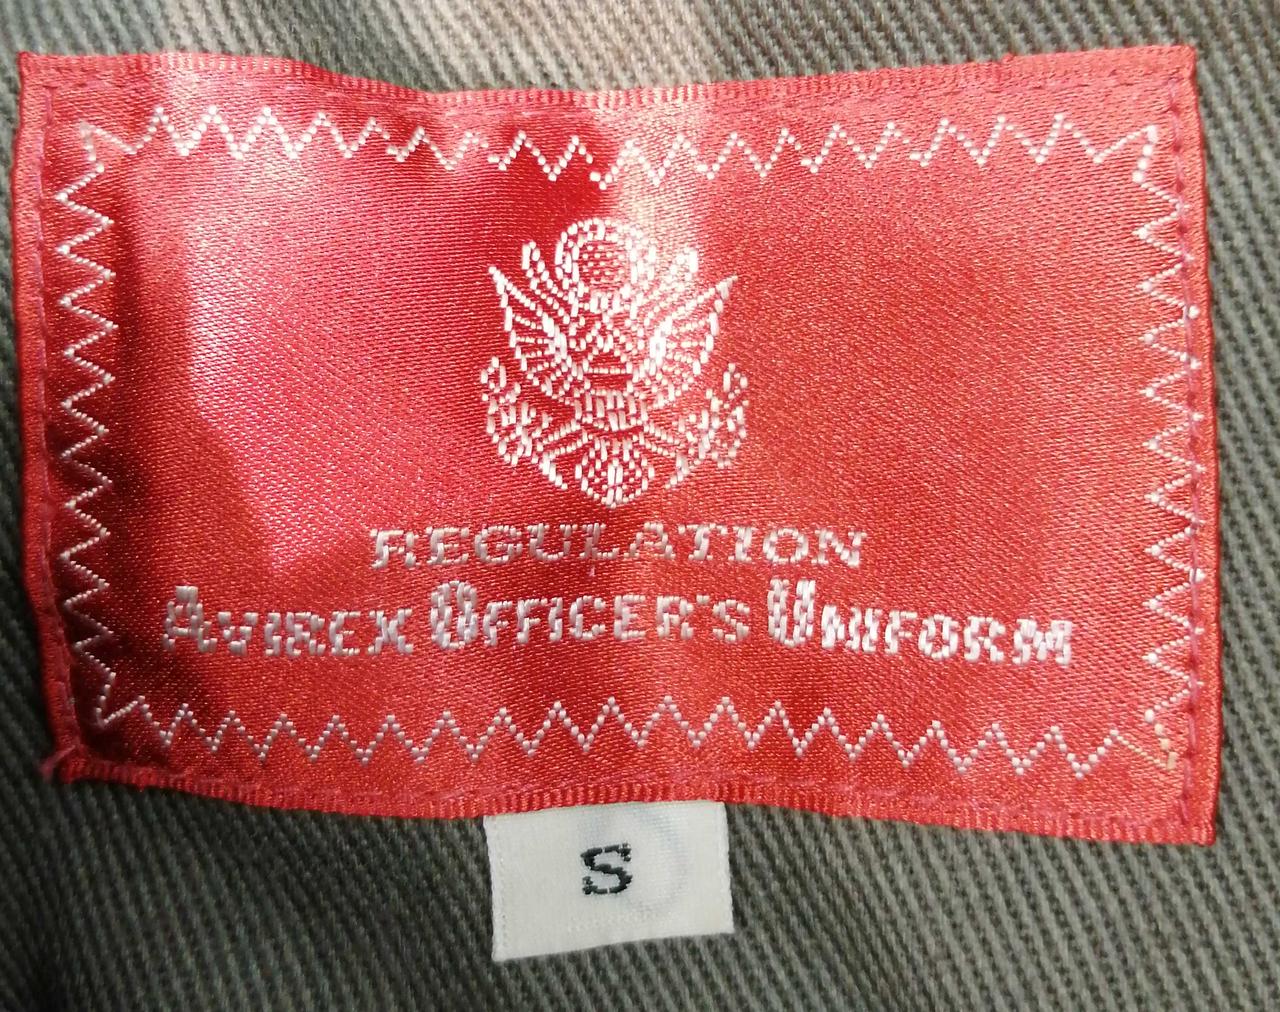 REGULATION
AVIREX OFFICER'S UNIFORM
S